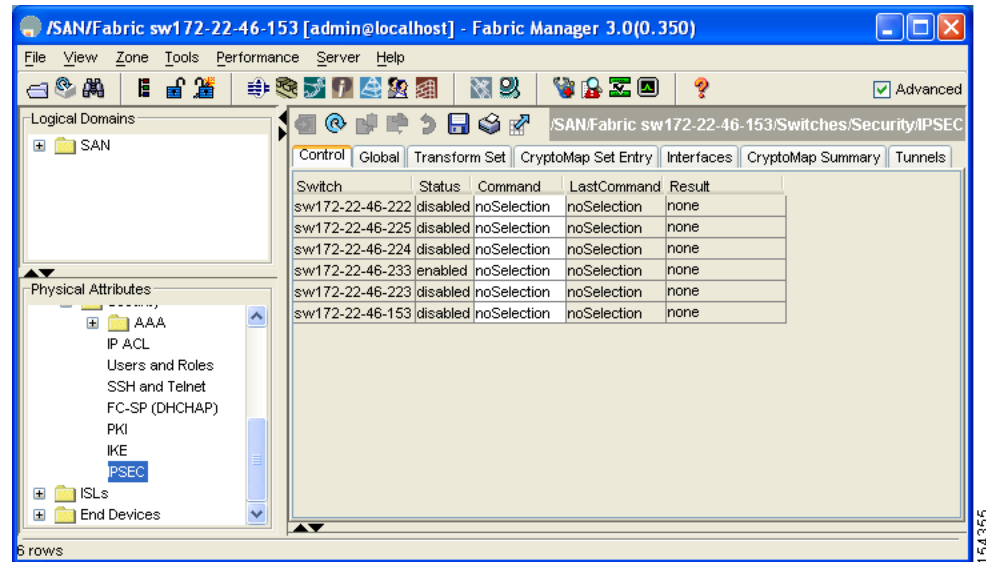 /SAN/Fabric sw172-22-46-153 [admin@localhost] - Fabric Manager 3.0(0.350)
File View Zone Tools Performance Server Help
Advanced
Logical Domains
SAN
/SAN/Fabric sw172-22-46-153/Switches/Security/IPSEC
Control Global Transform Set CryptoMap Set Entry Interfaces CryptoMap Summary Tunnels
Switch Status Command LastCommand Result
sw172-22-46-222 disabled noSelection noSelection none
sw172-22-46-225 disabled noSelection noSelection none
sw172-22-46-224 disabled noSelection noSelection none
sw172-22-46-233 enabled noSelection noSelection none
sw172-22-46-223 disabled noSelection noSelection none
sw172-22-46-153 disabled noSelection noSelection none
Physical Attributes
AAA
IP ACL
Users and Roles
SSH and Telnet
FC-SP (DHCHAP)
PKI
IKE
IPSEC
ISLs
End Devices
6 rows
154355